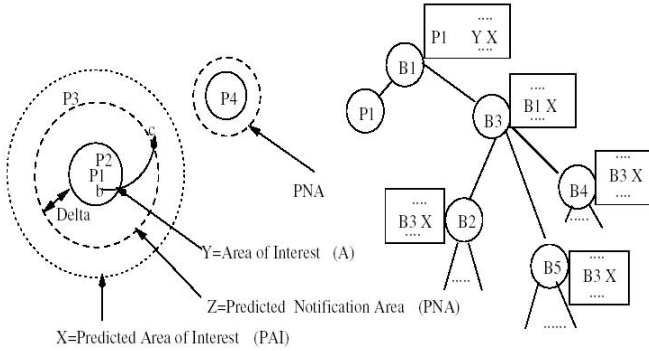 P3
c
P2
P1
b
Delta
P4
PNA
Y=Area of Interest (A)
Z=Predicted Notification Area (PNA)
X=Predicted Area of Interest (PAI)
....
P1 Y X
....
B1
P1
....
B1 X
....
B3
....
B3 X
....
B4
.....
....
B3 X
....
B2
.....
....
B3 X
....
B5
......